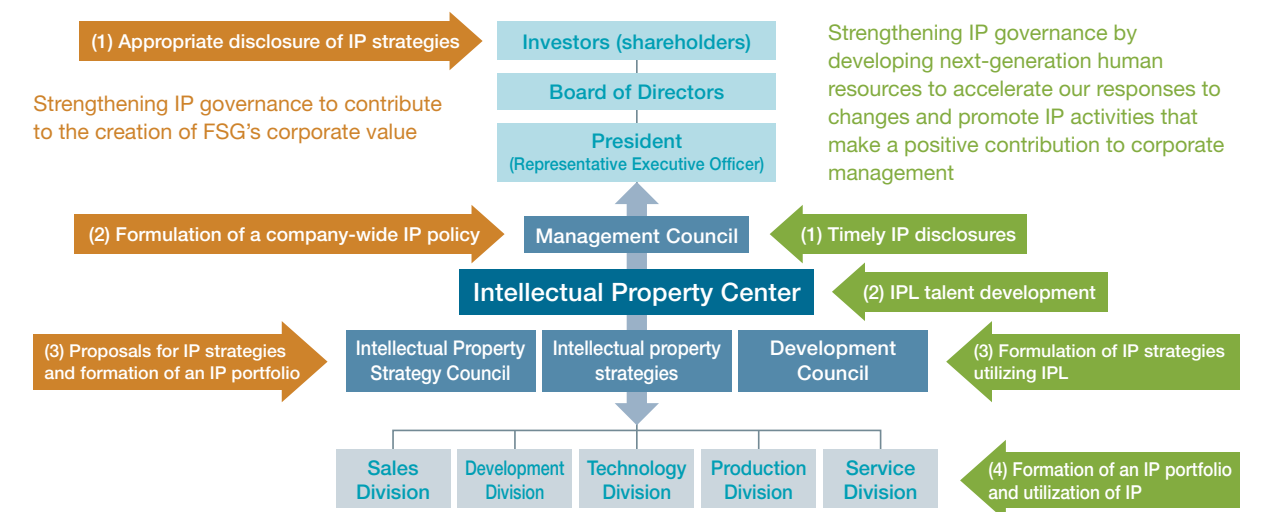 (1) Appropriate disclosure of IP strategies
Strengthening IP governance to contribute
to the creation of FSG's corporate value
Investors (shareholders)
Board of Directors
President
(Representative Executive Officer)
Strengthening IP governance by
developing next-generation human
resources to accelerate our responses to
changes and promote IP activities that
make a positive contribution to corporate
management
(2) Formulation of a company-wide IP policy
Management Council
(1) Timely IP disclosures
Intellectual Property Center
(2) IPL talent development
(3) Proposals for IP strategies
and formation of an IP portfolio
Intellectual Property
Strategy Council
Intellectual property
strategies
Development
Council
(3) Formulation of IP strategies
utilizing IPL
Sales
Division
Development
Division
Technology
Division
Production
Division
Service
Division
(4) Formation of an IP portfolio
and utilization of IP